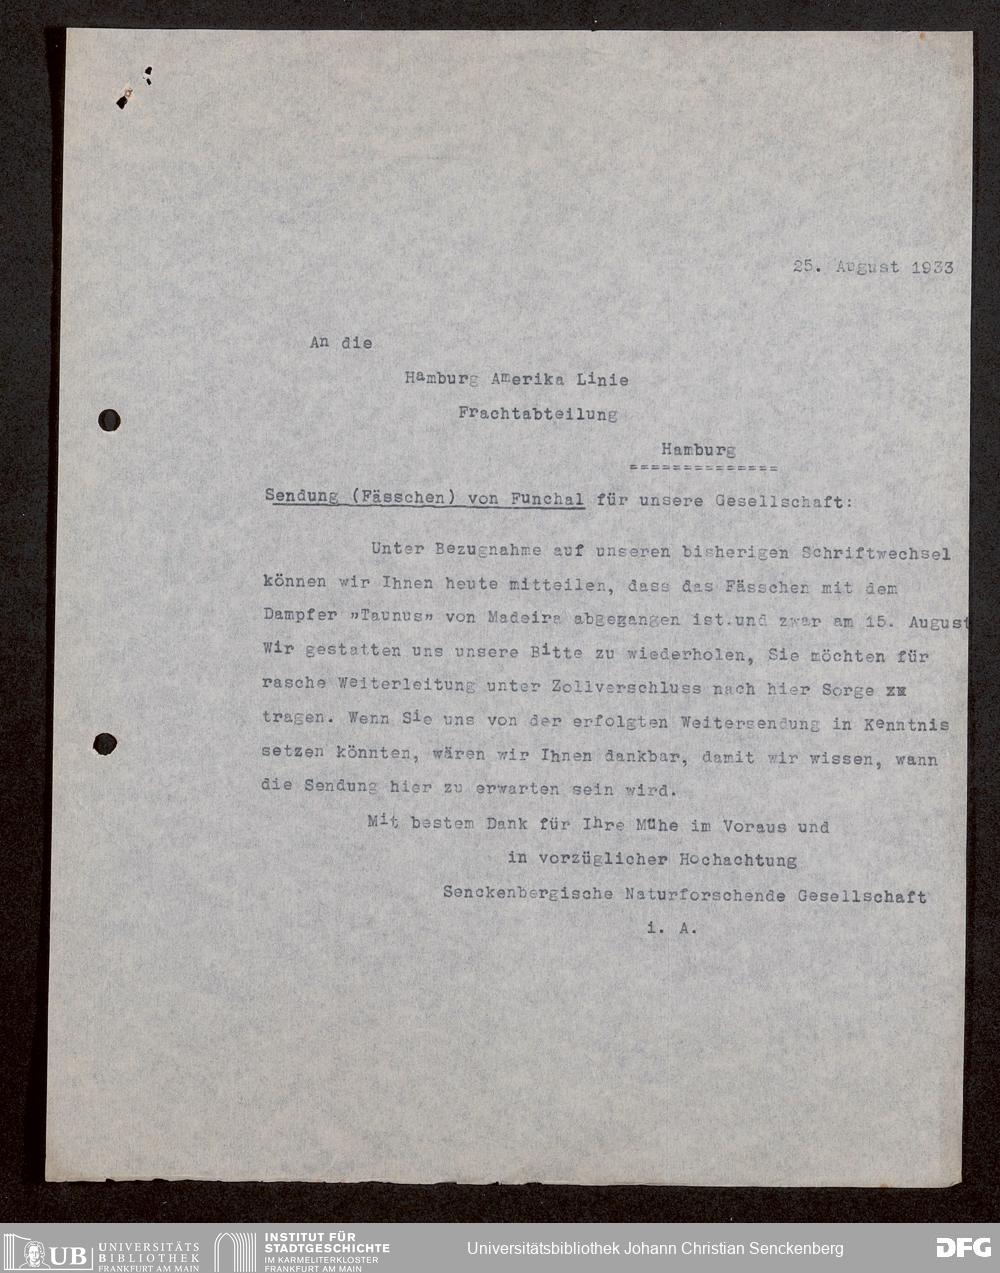 25. August 1933
An die
Hamburg Amerika Linie
Frachtabteilung
Hamburg
==============
Sendung (Fässchen) von Funchal für unsere Gesellschaft:
Unter Bezugnahme auf unseren bisherigen Schriftwechsel
können wir Ihnen heute mitteilen, dass das Fässchen mit dem
Dampfer "Taunus" von Madeira abgegangen ist.und zwar am 15. August
Wir gestatten uns unsere Bitte zu wiederholen, Sie möchten für
rasche Weiterleitung unter Zollverschluss nach hier Sorge zu
tragen. Wenn Sie uns von der erfolgten Weitersendung in Kenntnis
setzen könnten, wären wir Ihnen dankbar, damit wir wissen, wann
die Sendung hier zu erwarten sein wird.
Mit bestem Dank für Ihre Mühe im Voraus und
in vorzüglicher Hochachtung
Senckenbergische Naturforschende Gesellschaft
i. A.
UB UNIVERSITÄTS
BIBLIOTHEK
FRANKFURT AM MAIN
INSTITUT FÜR
STADTGESCHICHTE
IM KARMELITERKLOSTER
FRANKFURT AM MAIN
Universitätsbibliothek Johann Christian Senckenberg
DFG